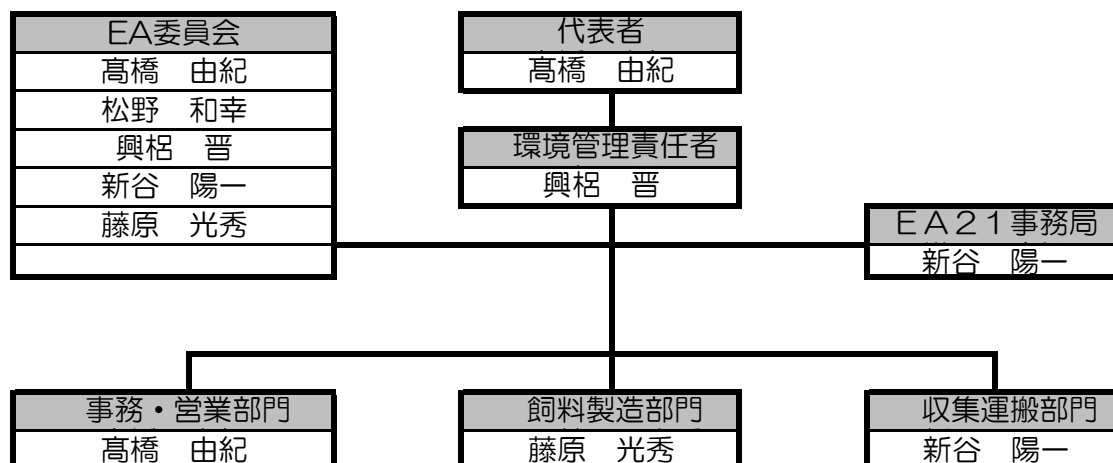 EA委員会
髙橋　由紀
松野　和幸
興梠　晋
新谷　陽一
藤原　光秀
代表者
髙橋　由紀
環境管理責任者
興梠　晋
ＥＡ２１事務局
新谷　陽一
事務・営業部門
髙橋　由紀
飼料製造部門
藤原　光秀
収集運搬部門
新谷　陽一